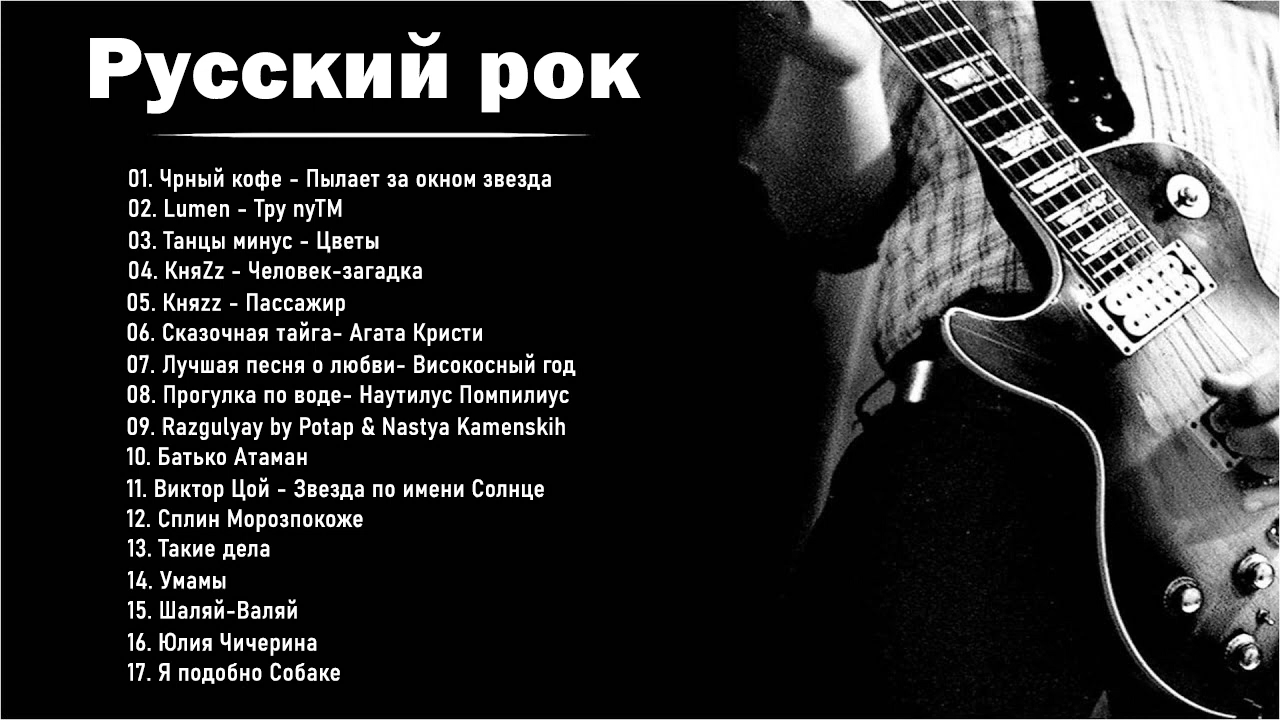 Русский рок
01. Чрный кофе - Пылает за окном звезда
02. Lumen - Тру nyTM
03. Танцы минус - Цветы
04. КняZz - Человек-загадка
05. Княzz - Пассажир
06. Сказочная тайга- Агата Кристи
07. Лучшая песня о любви- Високосный год
08. Прогулка по воде- Наутилус Помпилиус
09. Razgulyay by Potap & Nastya Kamenskih
10. Батько Атаман
11. Виктор Цой - Звезда по имени Солнце
12. Сплин Морозпокоже
13. Такие дела
14. Умамы
15. Шаляй-Валяй
16. Юлия Чичерина
17. Я подобно Собаке